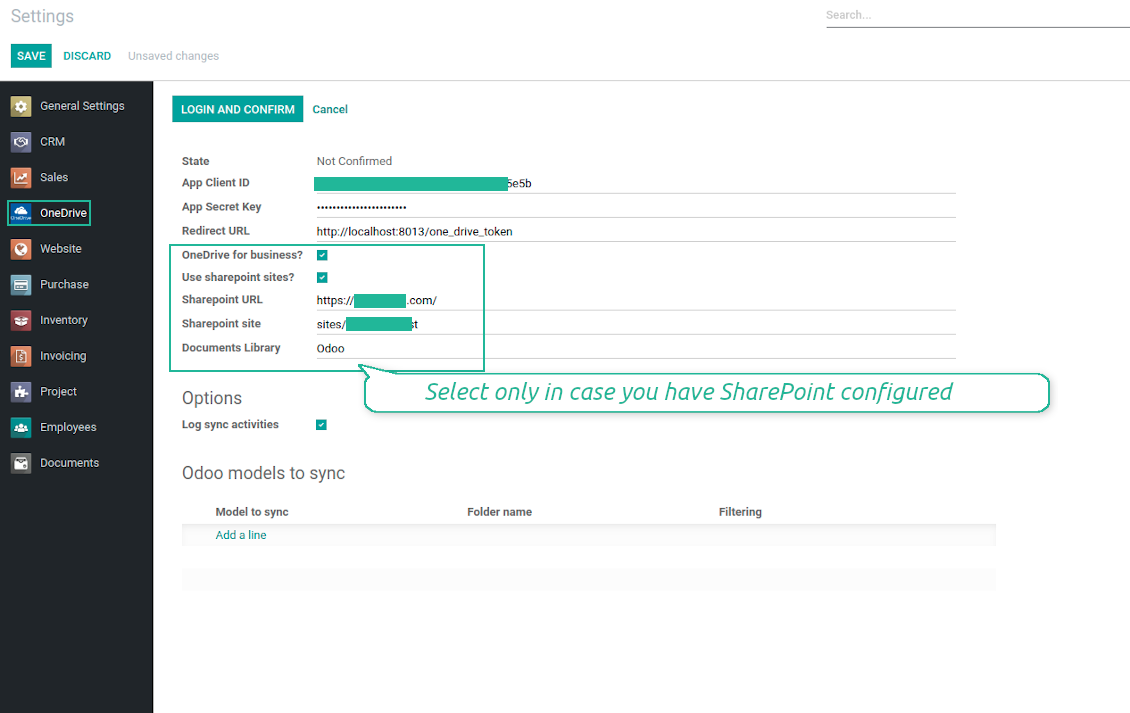 Settings
Search...
SAVE DISCARD Unsaved changes
General Settings
CRM
Sales
OneDrive
Website
Purchase
Inventory
Invoicing
Project
Employees
Documents
LOGIN AND CONFIRM Cancel
State Not Confirmed
App Client ID 5e5b
App Secret Key ••••••••••••••••••••••
Redirect URL http://localhost:8013/one_drive_token
OneDrive for business?
Use sharepoint sites?
Sharepoint URL https:// .com/
Sharepoint site sites/ st
Documents Library Odoo
Select only in case you have SharePoint configured
Options
Log sync activities
Odoo models to sync
Model to sync Folder name Filtering
Add a line